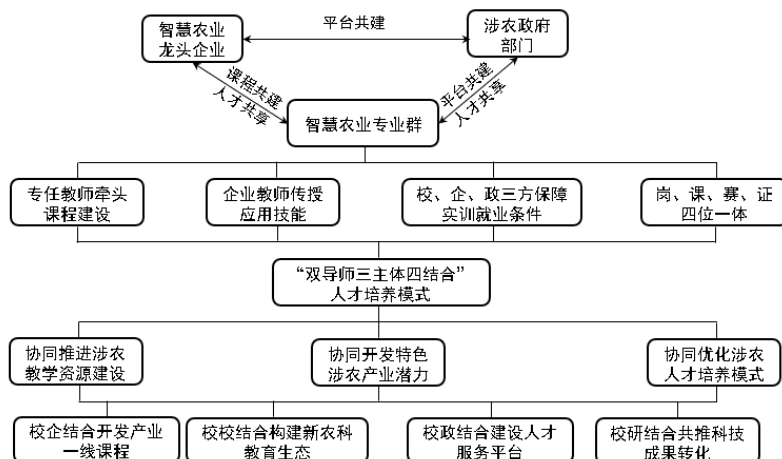 智慧农业
龙头企业
平台共建
涉农政府
部门
课程共建
人才共享
平台共建
人才共享
智慧农业专业群
专任教师牵头
课程建设
企业教师传授
应用技能
校、企、政三方保障
实训就业条件
岗、课、赛、证
四位一体
“双导师三主体四结合”
人才培养模式
协同推进涉农
教学资源建设
协同开发特色
涉农产业潜力
协同优化涉农
人才培养模式
校企结合开发产业
一线课程
校校结合构建新农科
教育生态
校政结合建设人才
服务平台
校研结合共推科技
成果转化